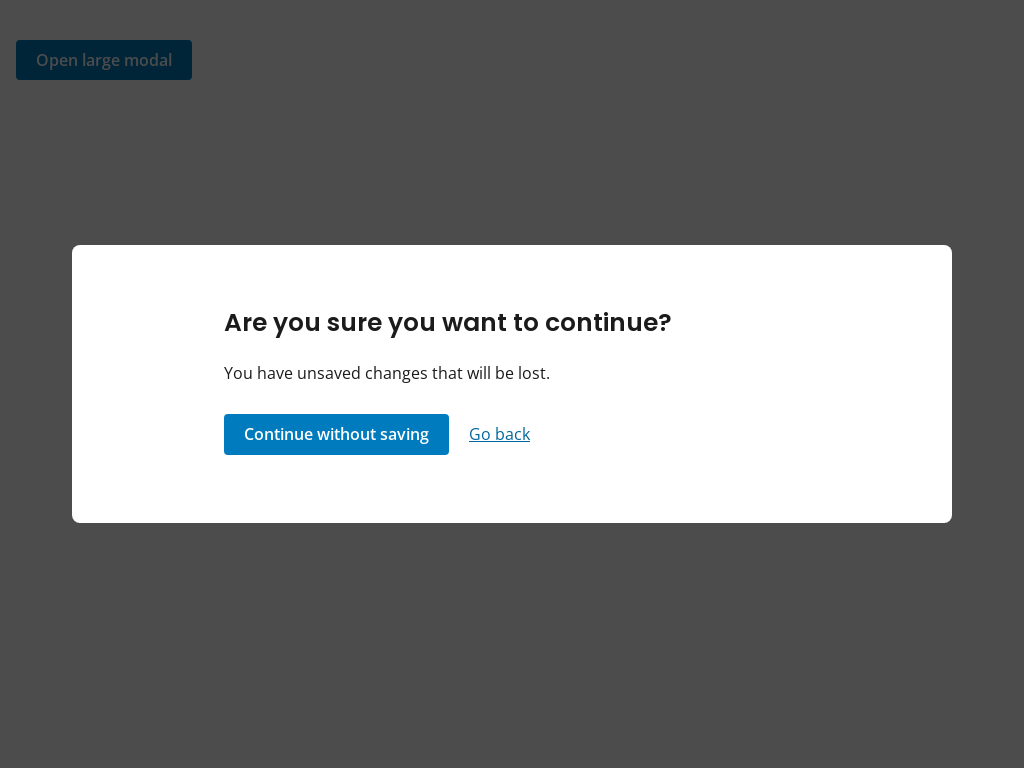 Open large modal
Are you sure you want to continue?
You have unsaved changes that will be lost.
Continue without saving Go back